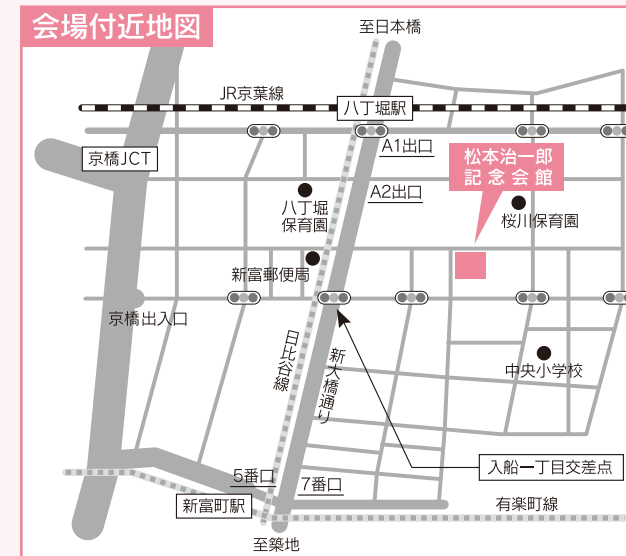 会場付近地図
至日本橋
JR京葉線
八丁堀駅
A1出口
京橋JCT
松本治一郎
記念会館
A2出口
八丁堀
保育園
桜川保育園
新富郵便局
京橋出入口
日比谷線
新大橋通り
中央小学校
入船一丁目交差点
5番口
7番口
新富町駅
有楽町線
至築地